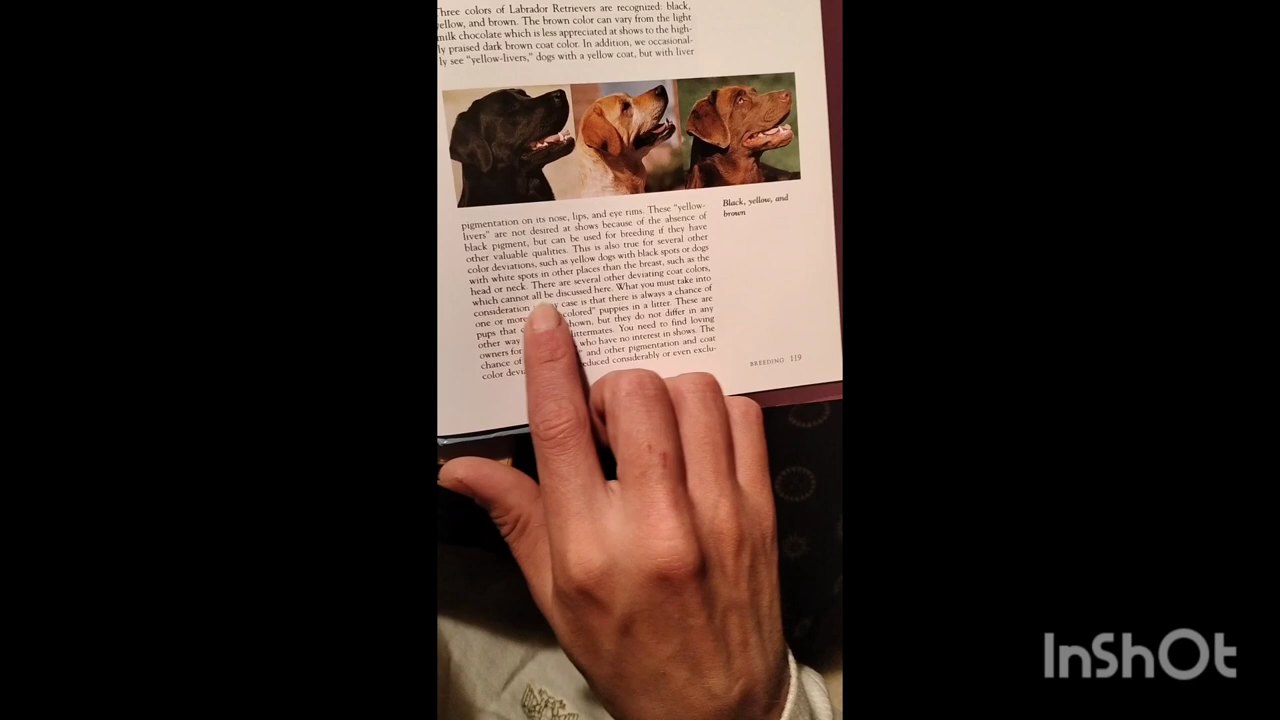 Three colors of Labrador Retrievers are recognized: black,
yellow, and brown. The brown color can vary from the light
milk chocolate which is less appreciated at shows to the high-
ly praised dark brown coat color. In addition, we occasional-
ly see "yellow-livers," dogs with a yellow coat, but with liver
Black, yellow, and
brown
pigmentation on its nose, lips, and eye rims. These "yellow-
livers" are not desired at shows because of the absence of
black pigment, but can be used for breeding if they have
other valuable qualities. This is also true for several other
color deviations, such as yellow dogs with black spots or dogs
with white spots in other places than the breast, such as the
head or neck. There are several other deviating coat colors,
which cannot all be discussed here. What you must take into
consideration case is that there is always a chance of
one or more colored" puppies in a litter. These are
pups that shown, but they do not differ in any
other way littermates. You need to find loving
owners for who have no interest in shows. The
chance of and other pigmentation and coat
color considerably or even exclu-
BREEDING 119
InShOt